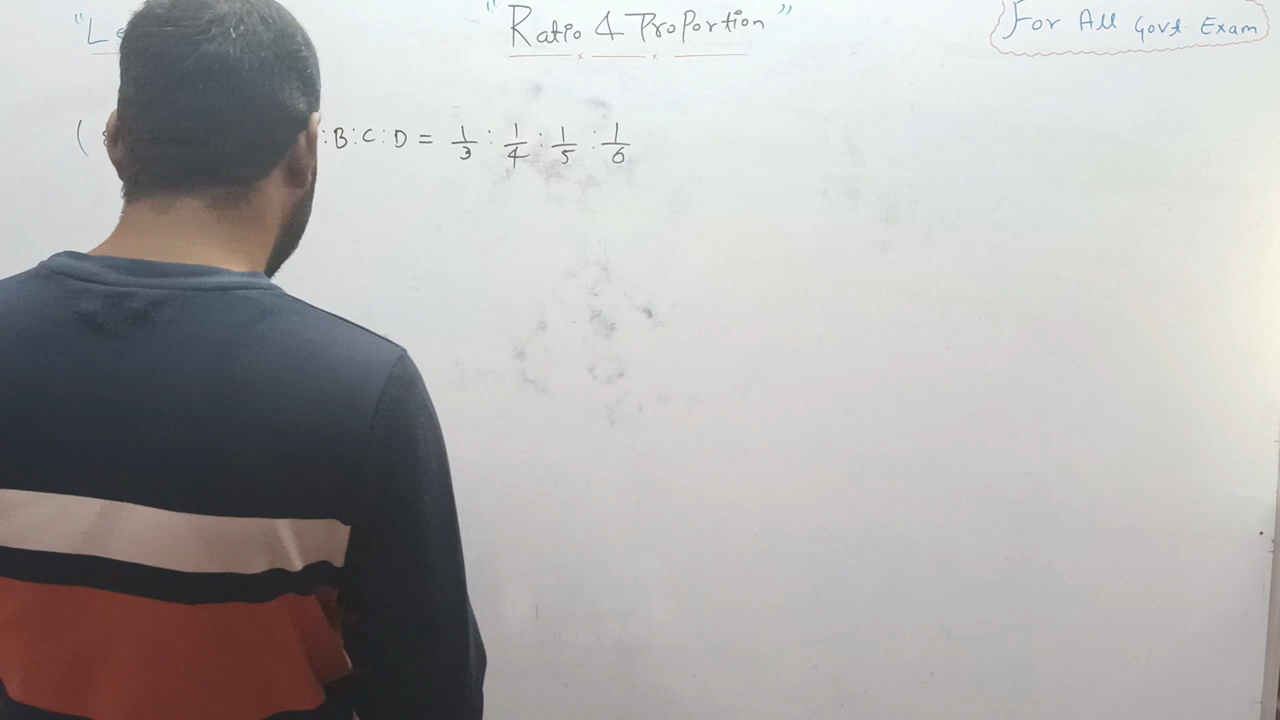 "Ratio & Proportion"
For All Govt Exam
:B:C:D = 1/3 : 1/4 : 1/5 : 1/6